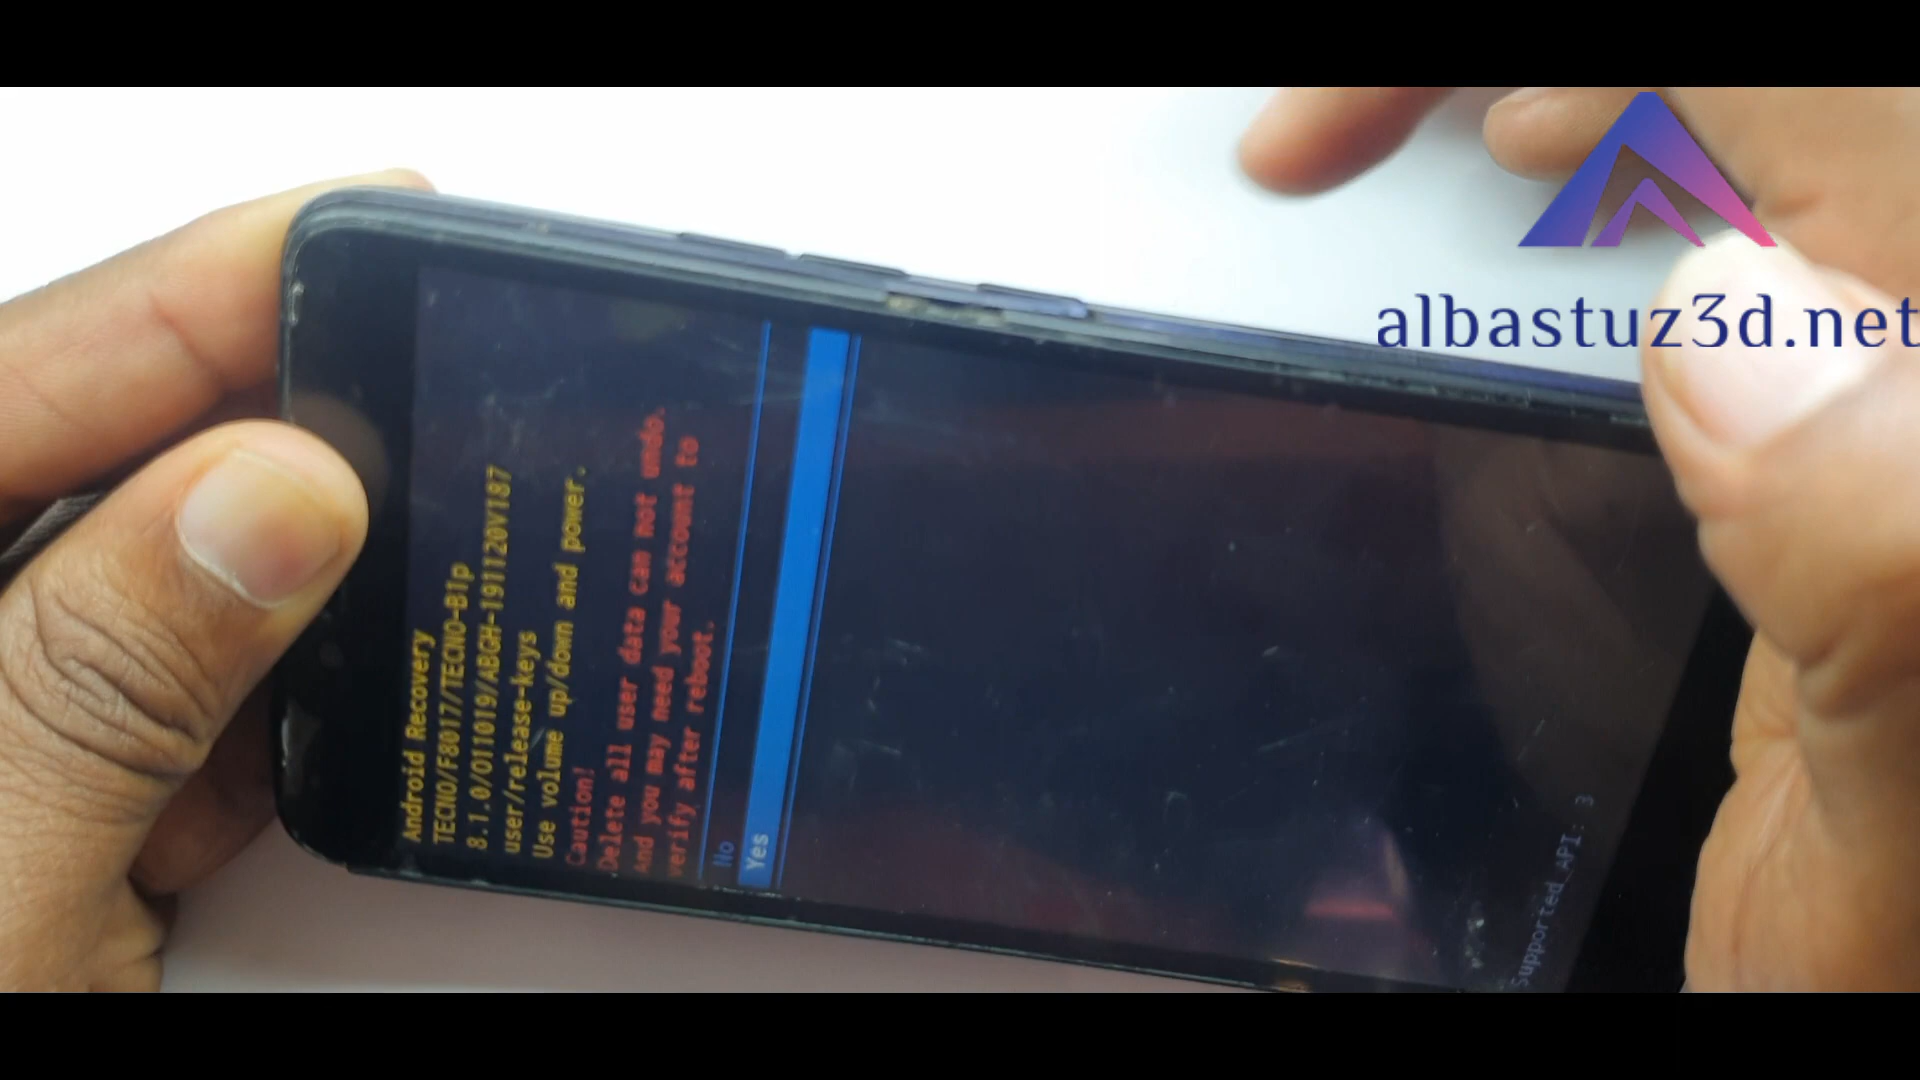 Android Recovery
TECNO/F8017/TECNO-B1p
8.1.0/O11019/ABGH-191120V187
user/release-keys
Use volume up/down and power.
Caution!
Delete all user data can not undo.
And you may need your account to
verify after reboot.
No
Yes
Supported API: 3
albastuz3d.net